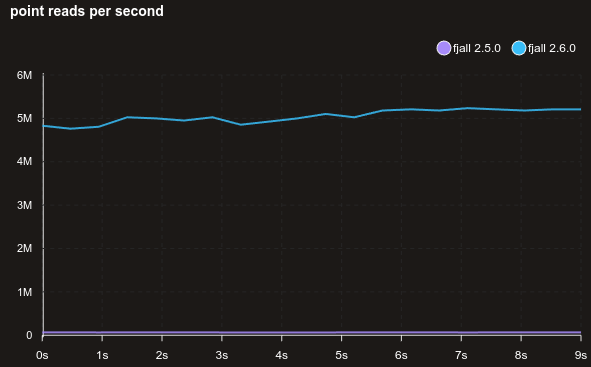 point reads per second
fjall 2.5.0 fjall 2.6.0
6M
5M
4M
3M
2M
1M
0
0s 1s 2s 3s 4s 5s 6s 7s 8s 9s